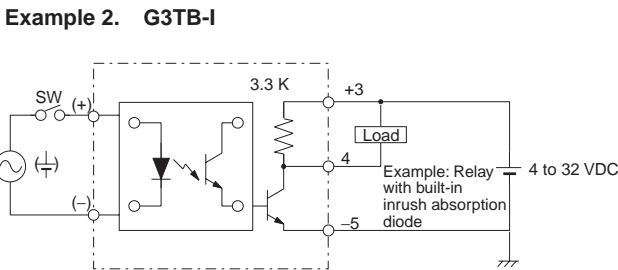 Example 2. G3TB-I
SW
(+)
3.3 K
+3
Load
4
Example: Relay
with built-in
inrush absorption
diode
4 to 32 VDC
(–)
–5